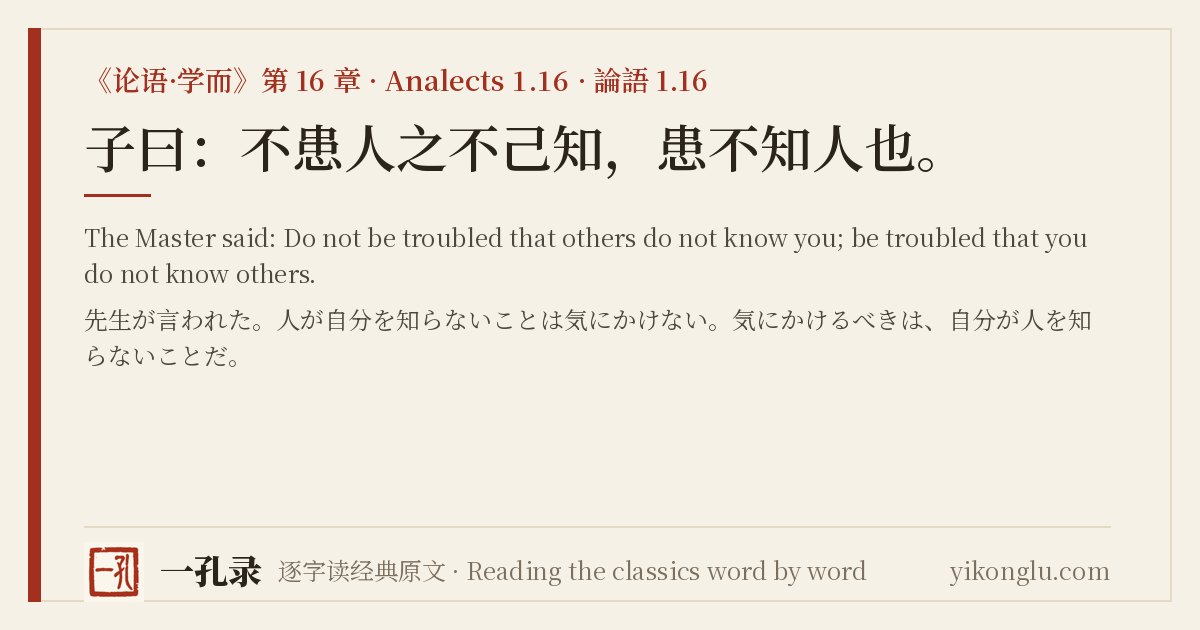 《论语·学而》第 16 章 · Analects 1.16 · 論語 1.16
子曰：不患人之不己知，患不知人也。
The Master said: Do not be troubled that others do not know you; be troubled that you
do not know others.
先生が言われた。人が自分を知らないことは気にかけない。気にかけるべきは、自分が人を知
らないことだ。
一孔 一孔录 逐字读经典原文 · Reading the classics word by word yikonglu.com